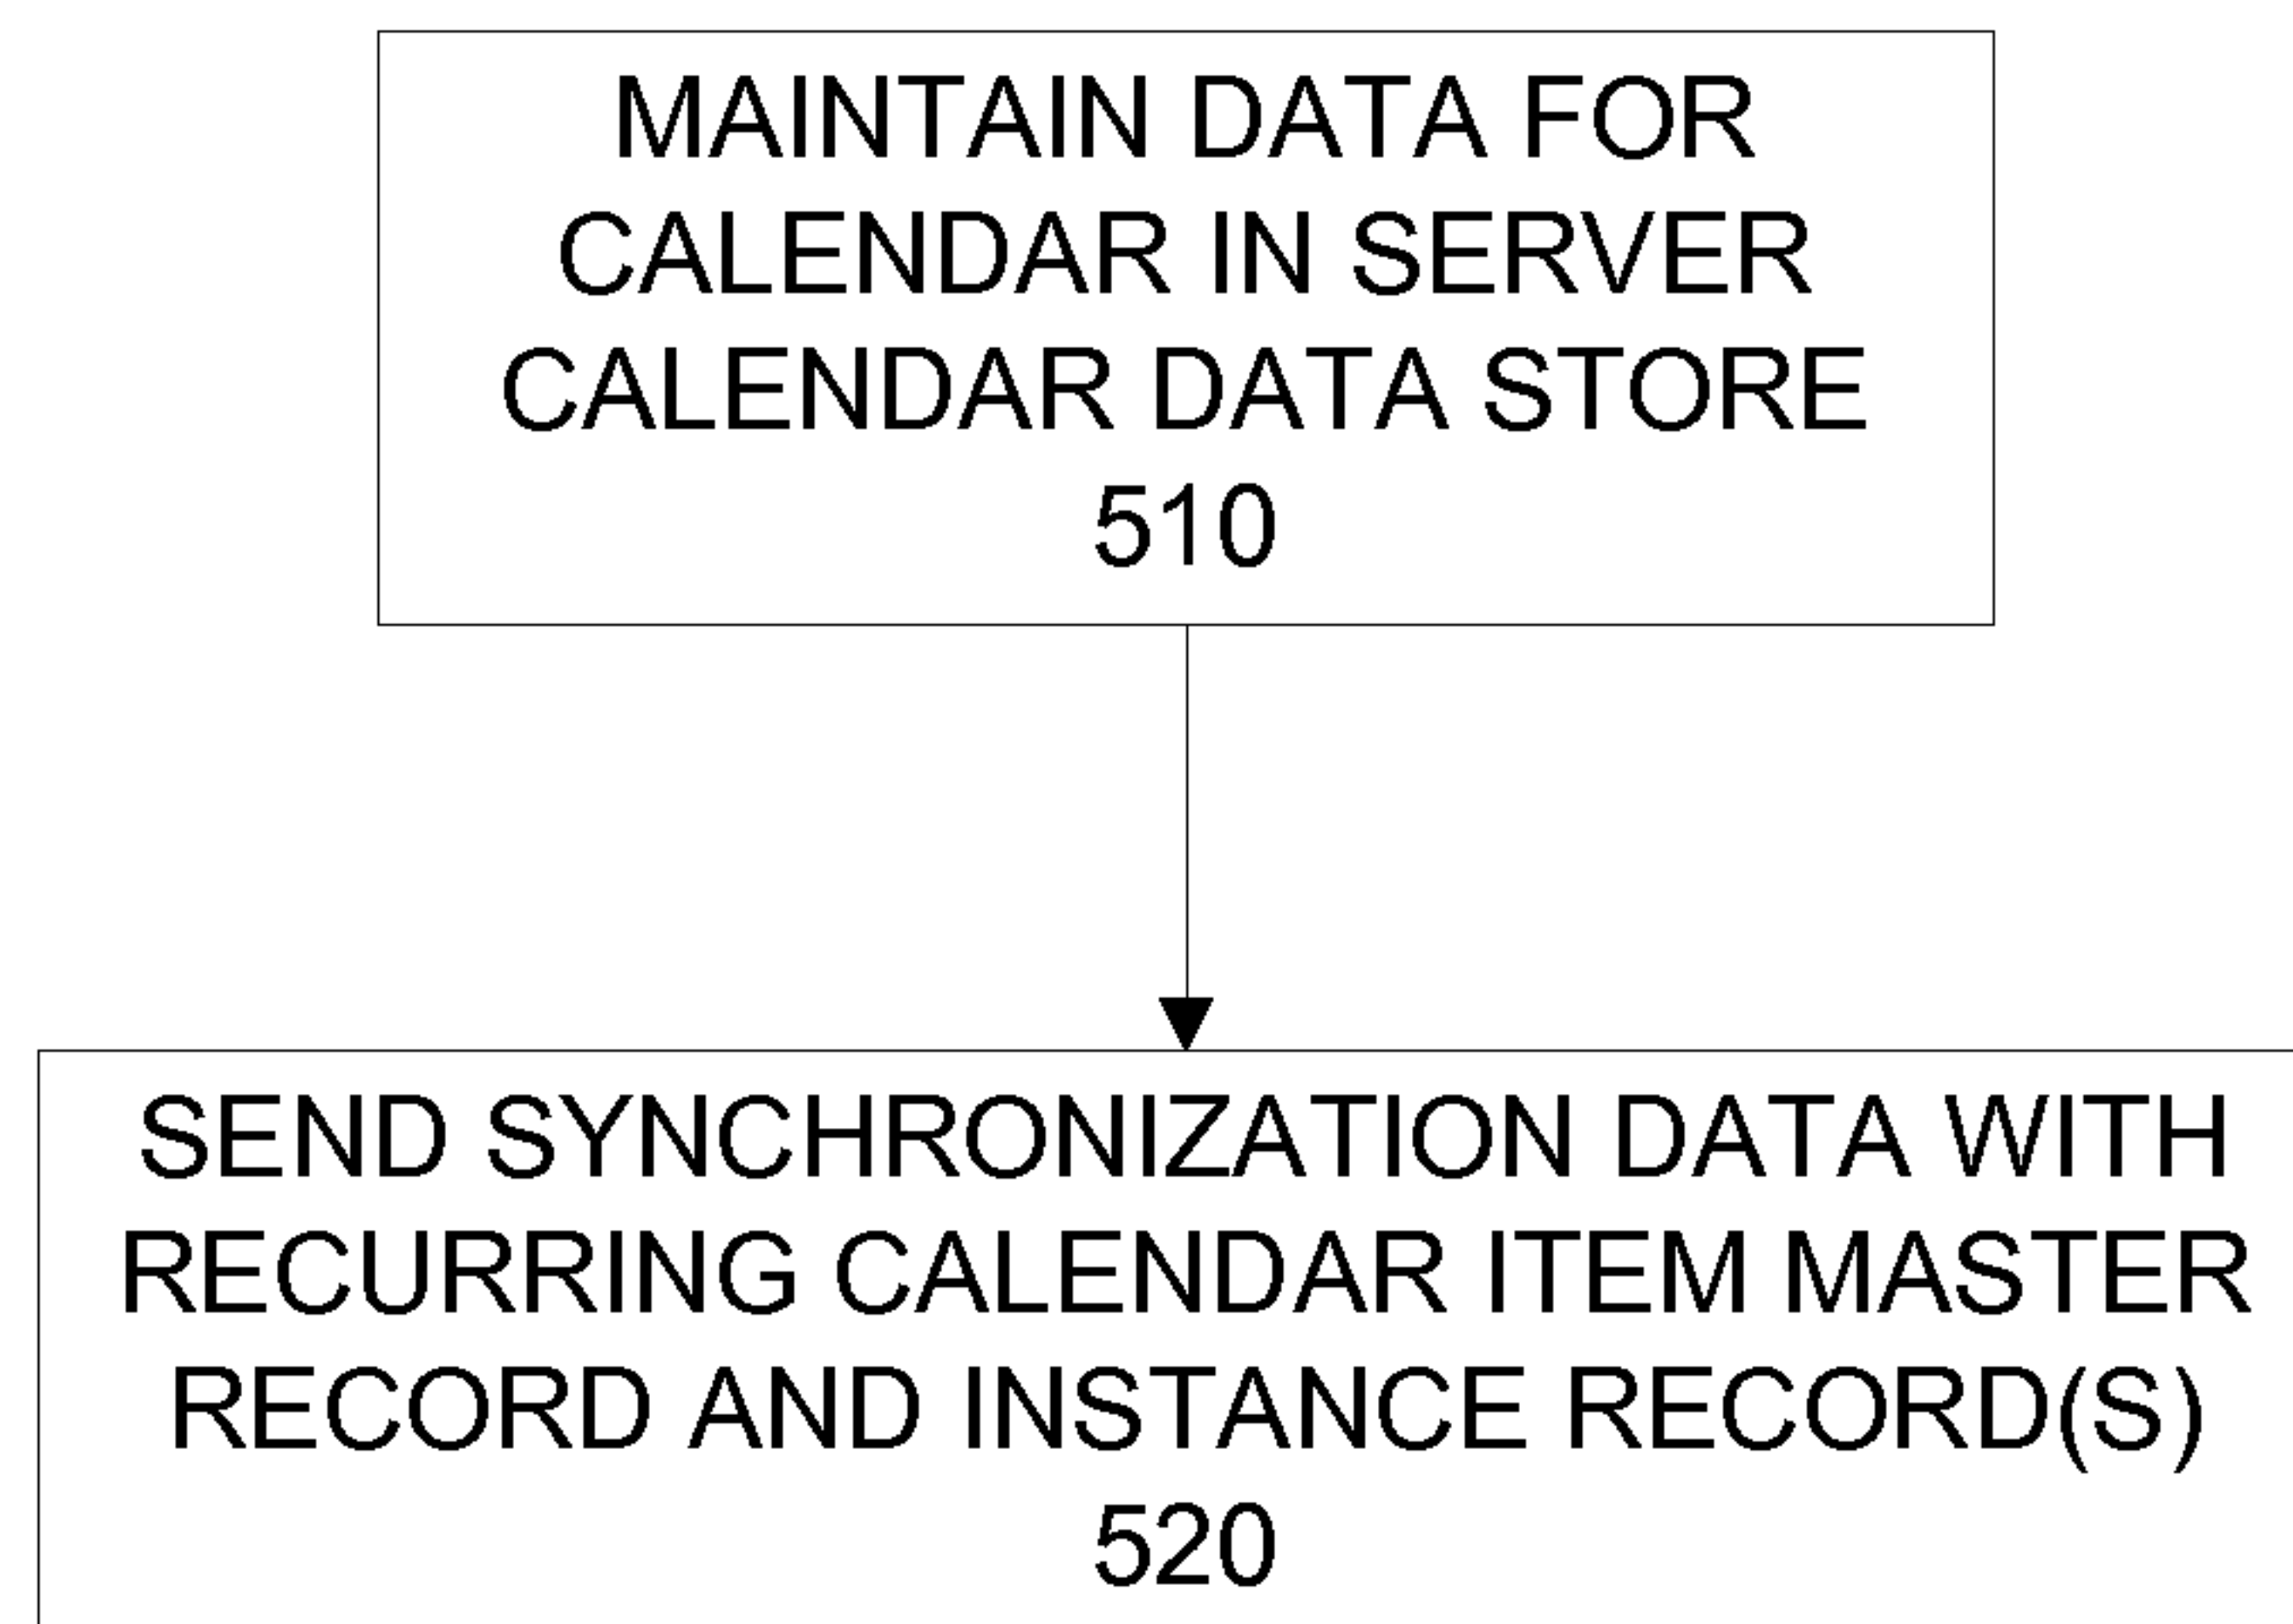 MAINTAIN DATA FOR
CALENDAR IN SERVER
CALENDAR DATA STORE
510
SEND SYNCHRONIZATION DATA WITH
RECURRING CALENDAR ITEM MASTER
RECORD AND INSTANCE RECORD(S)
520